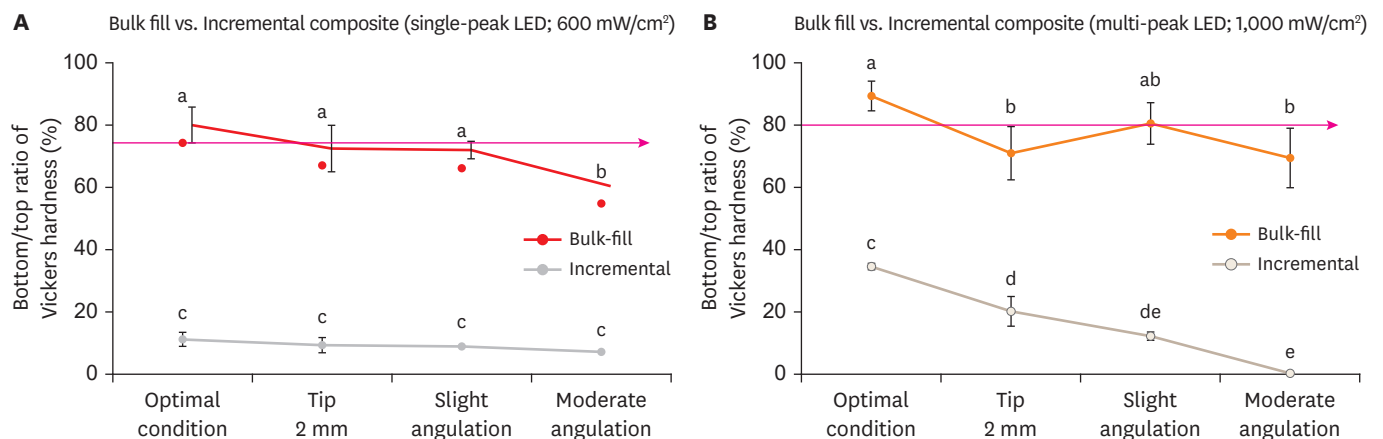 A Bulk fill vs. Incremental composite (single-peak LED; 600 mW/cm²)
Bottom/top ratio of
Vickers hardness (%)
100
80
60
40
20
0
a
a
a
b
c
c
c
c
Bulk-fill
Incremental
Optimal
condition
Tip
2 mm
Slight
angulation
Moderate
angulation
B Bulk fill vs. Incremental composite (multi-peak LED; 1,000 mW/cm²)
Bottom/top ratio of
Vickers hardness (%)
100
80
60
40
20
0
a
b
ab
b
c
d
de
e
Bulk-fill
Incremental
Optimal
condition
Tip
2 mm
Slight
angulation
Moderate
angulation